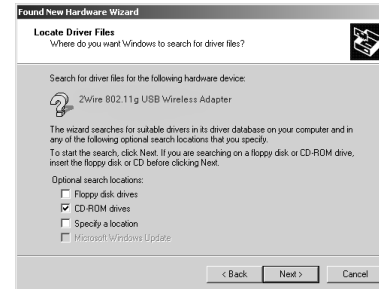 Found New Hardware Wizard
Locate Driver Files
Where do you want Windows to search for driver files?
Search for driver files for the following hardware device:
2Wire 802.11g USB Wireless Adapter
The wizard searches for suitable drivers in its driver database on your computer and in
any of the following optional search locations that you specify.
To start the search, click Next. If you are searching on a floppy disk or CD-ROM drive,
insert the floppy disk or CD before clicking Next.
Optional search locations:
Floppy disk drives
CD-ROM drives
Specify a location
Microsoft Windows Update
< Back Next > Cancel